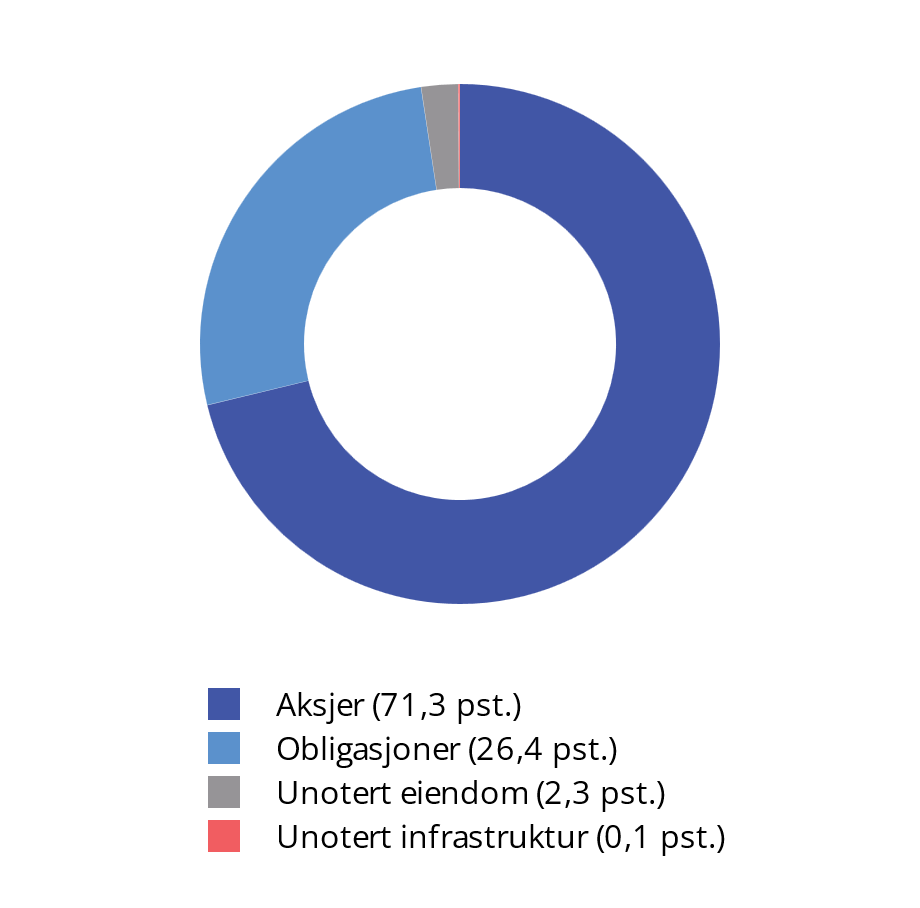 Aksjer (71,3 pst.)
Obligasjoner (26,4 pst.)
Unotert eiendom (2,3 pst.)
Unotert infrastruktur (0,1 pst.)